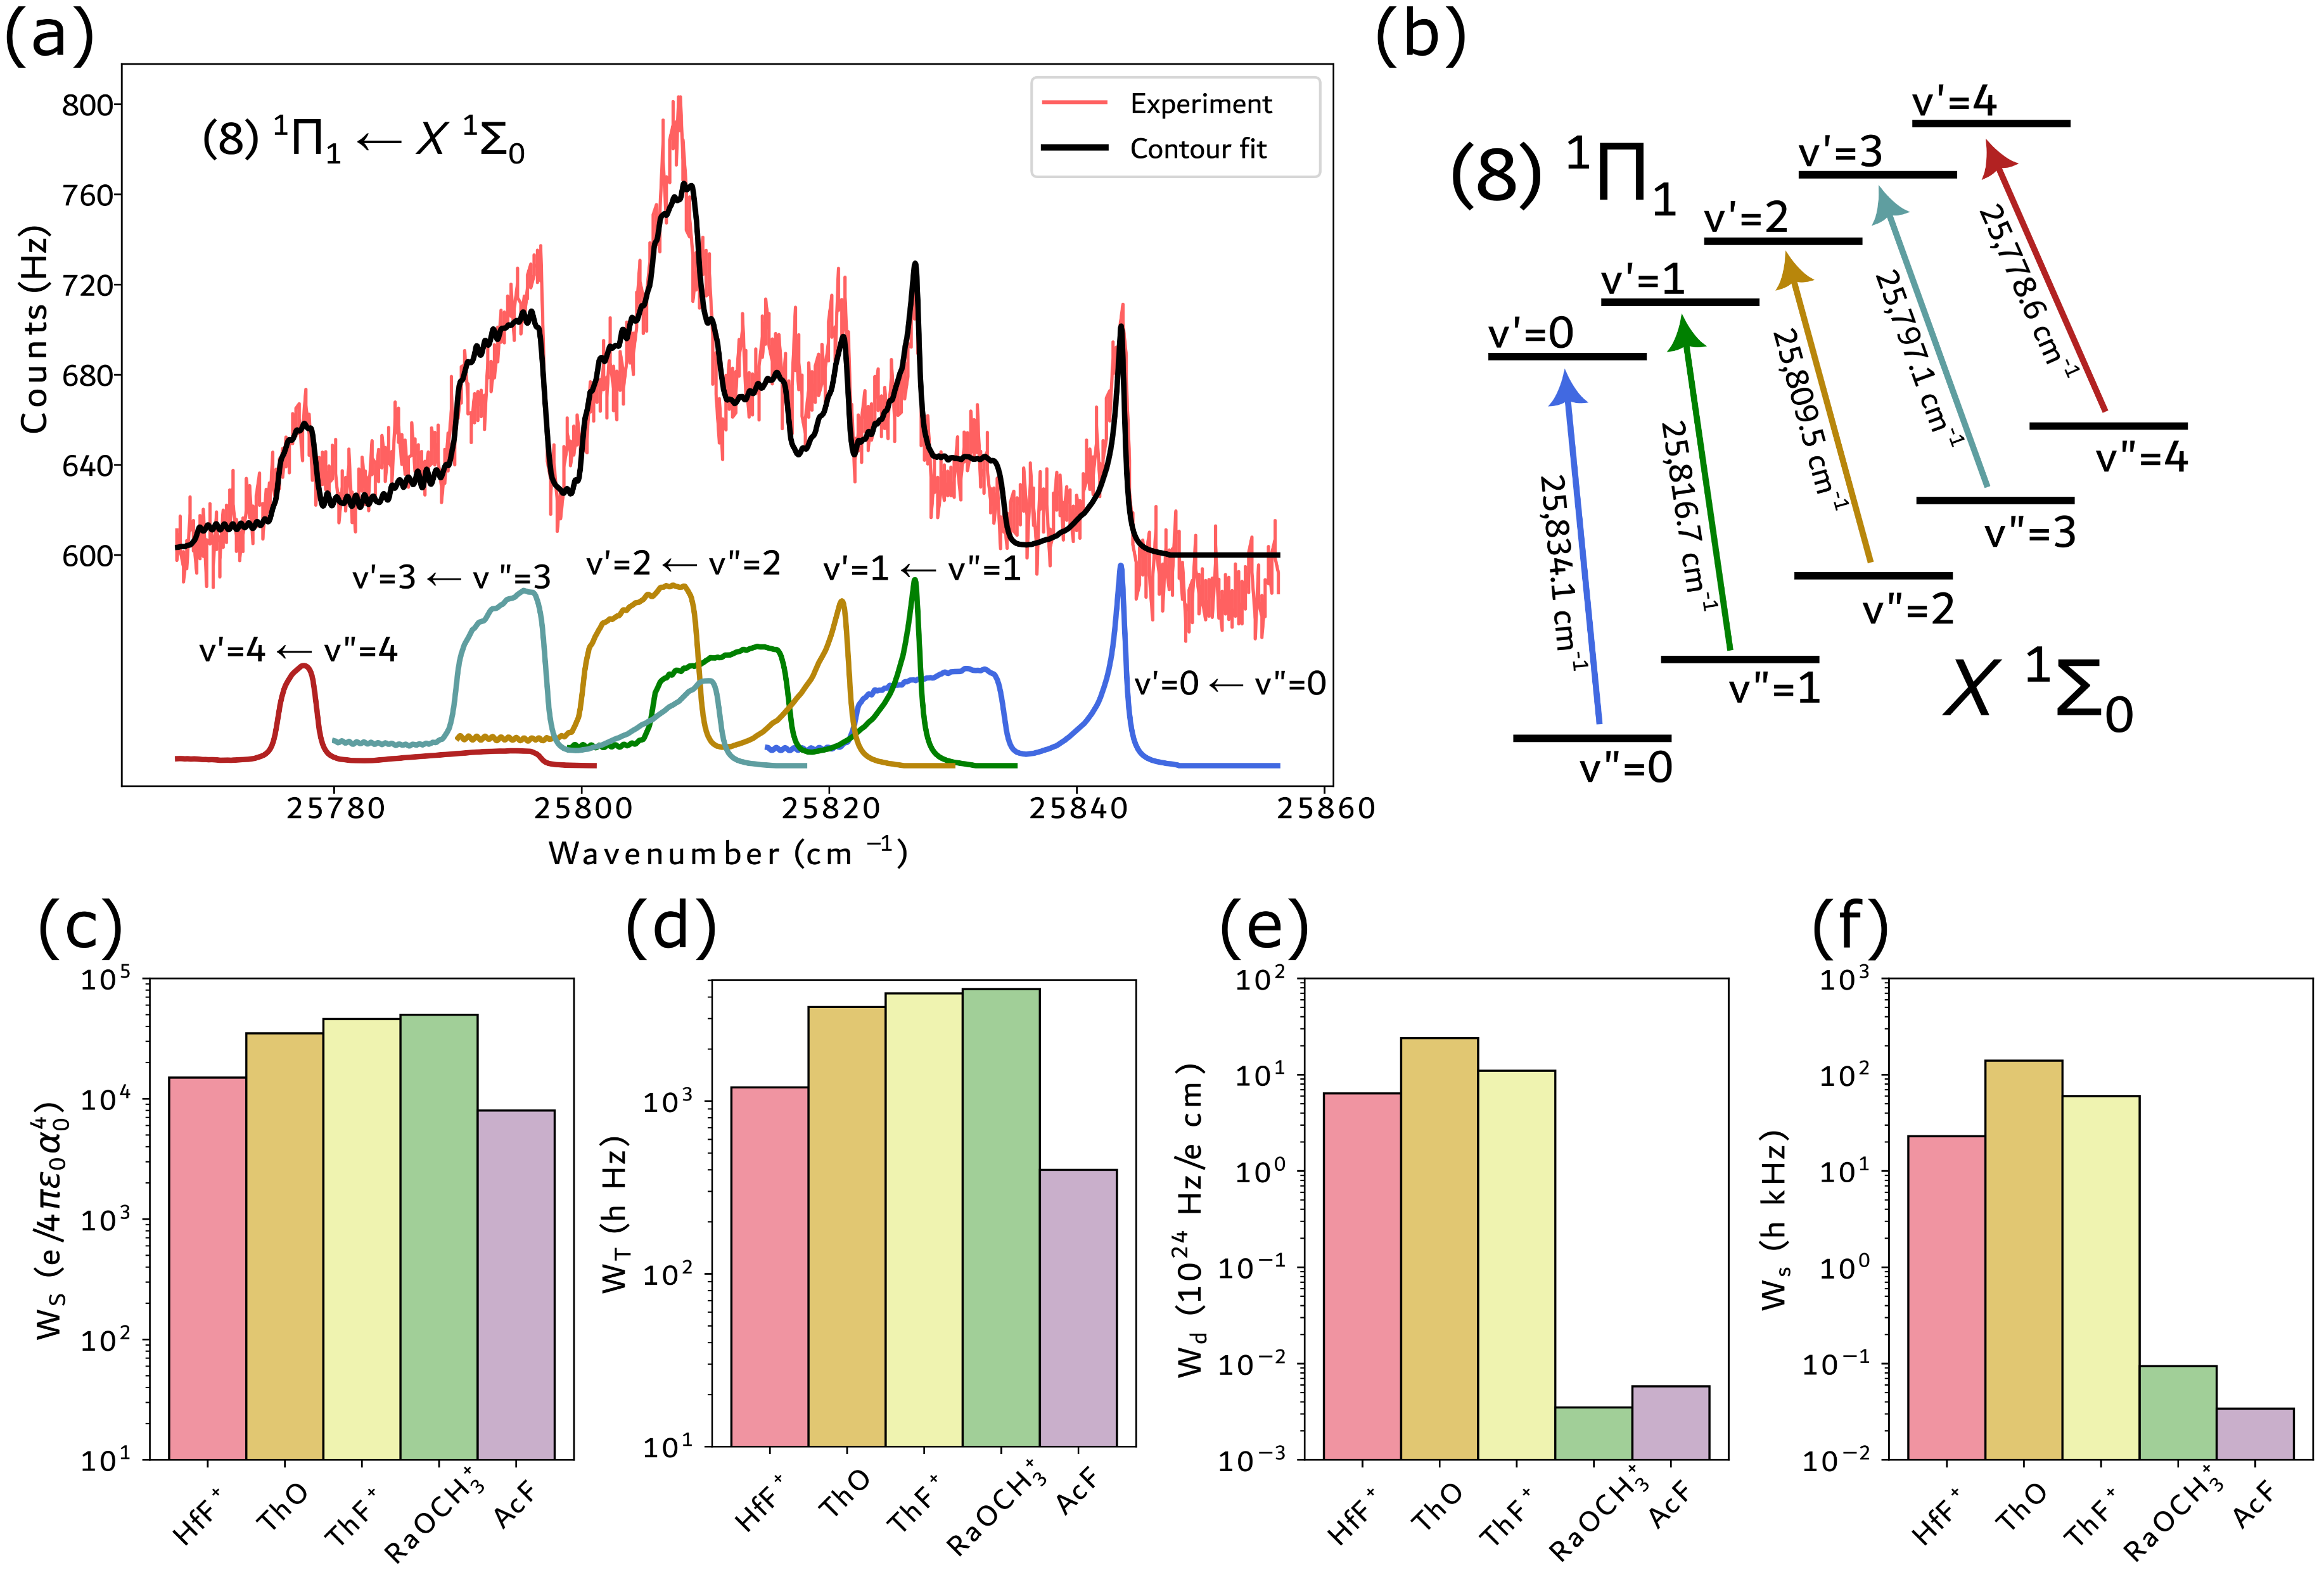 (a)
(8) ¹Π₁ ← X ¹Σ₀
Experiment
Contour fit
Counts (Hz)
800
760
720
680
640
600
v'=4 ← v"=4
v'=3 ← v "=3
v'=2 ← v"=2
v'=1 ← v"=1
v'=0 ← v"=0
25780
25800
25820
25840
25860
Wavenumber (cm ⁻¹)
(b)
(8) ¹Π₁
v'=0
v'=1
v'=2
v'=3
v'=4
25,834.1 cm⁻¹
25,816.7 cm⁻¹
25,809.5 cm⁻¹
25,797.1 cm⁻¹
25,778.6 cm⁻¹
v"=0
v"=1
v"=2
v"=3
v"=4
X ¹Σ₀
(c)
W_S (e/4πε₀α₀⁴)
10⁵
10⁴
10³
10²
10¹
HfF⁺
ThO
ThF⁺
RaOCH₃⁺
AcF
(d)
W_T (h Hz)
10³
10²
10¹
HfF⁺
ThO
ThF⁺
RaOCH₃⁺
AcF
(e)
W_d (10²⁴ Hz/e cm)
10²
10¹
10⁰
10⁻¹
10⁻²
10⁻³
HfF⁺
ThO
ThF⁺
RaOCH₃⁺
AcF
(f)
W_s (h kHz)
10³
10²
10¹
10⁰
10⁻¹
10⁻²
HfF⁺
ThO
ThF⁺
RaOCH₃⁺
AcF